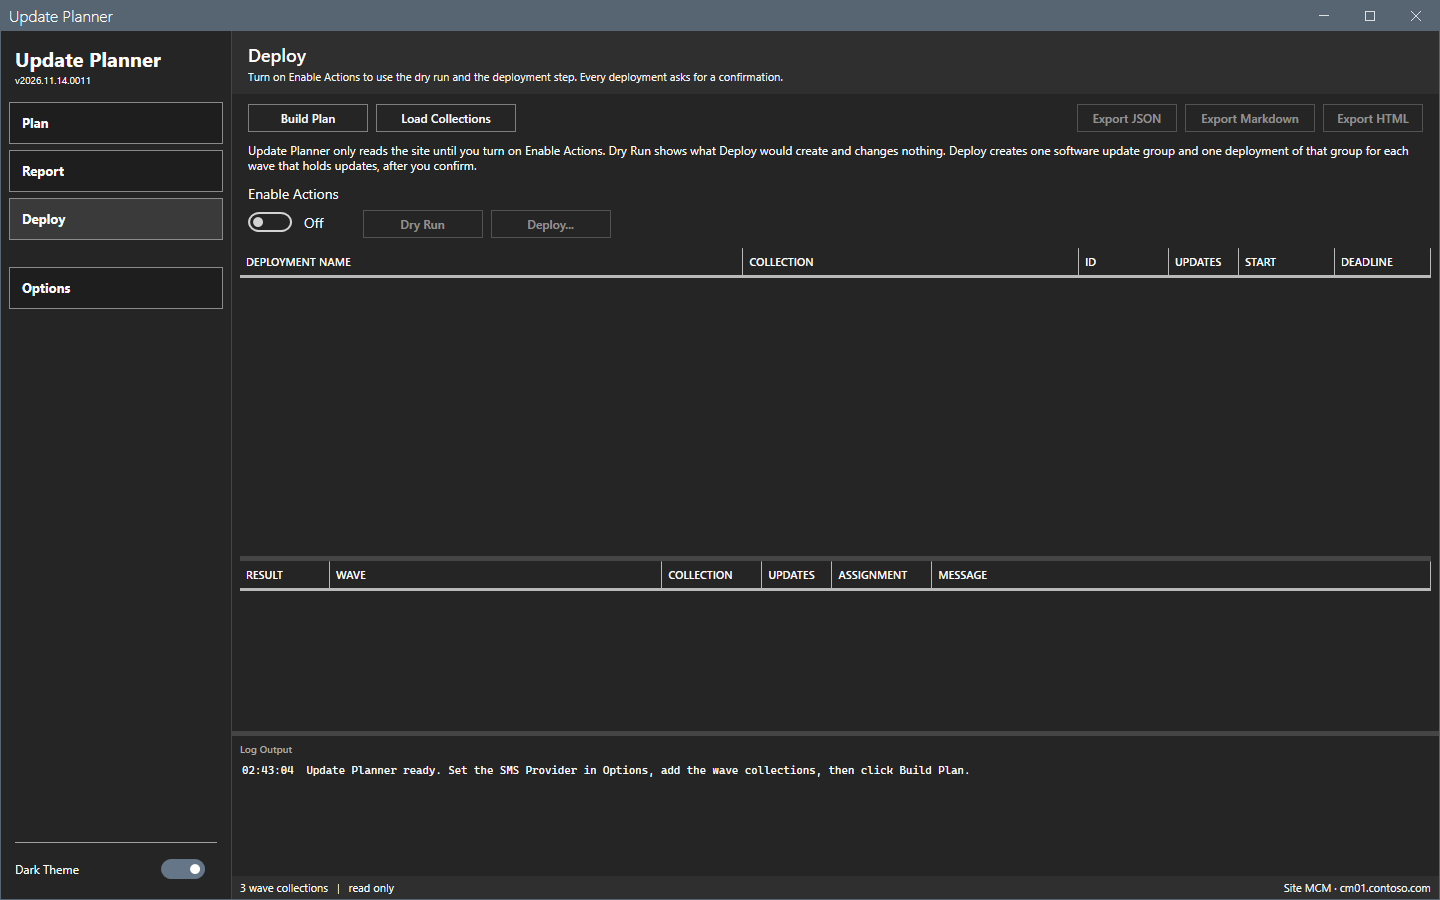 Update Planner
Update Planner
v2026.11.14.0011
Plan
Report
Deploy
Options
Dark Theme
Deploy
Turn on Enable Actions to use the dry run and the deployment step. Every deployment asks for a confirmation.
Build Plan
Load Collections
Export JSON
Export Markdown
Export HTML
Update Planner only reads the site until you turn on Enable Actions. Dry Run shows what Deploy would create and changes nothing. Deploy creates one software update group and one deployment of that group for each
wave that holds updates, after you confirm.
Enable Actions
Off
Dry Run
Deploy...
DEPLOYMENT NAME
COLLECTION
ID
UPDATES
START
DEADLINE
RESULT
WAVE
COLLECTION
UPDATES
ASSIGNMENT
MESSAGE
Log Output
02:43:04 Update Planner ready. Set the SMS Provider in Options, add the wave collections, then click Build Plan.
3 wave collections | read only
Site MCM · cm01.contoso.com